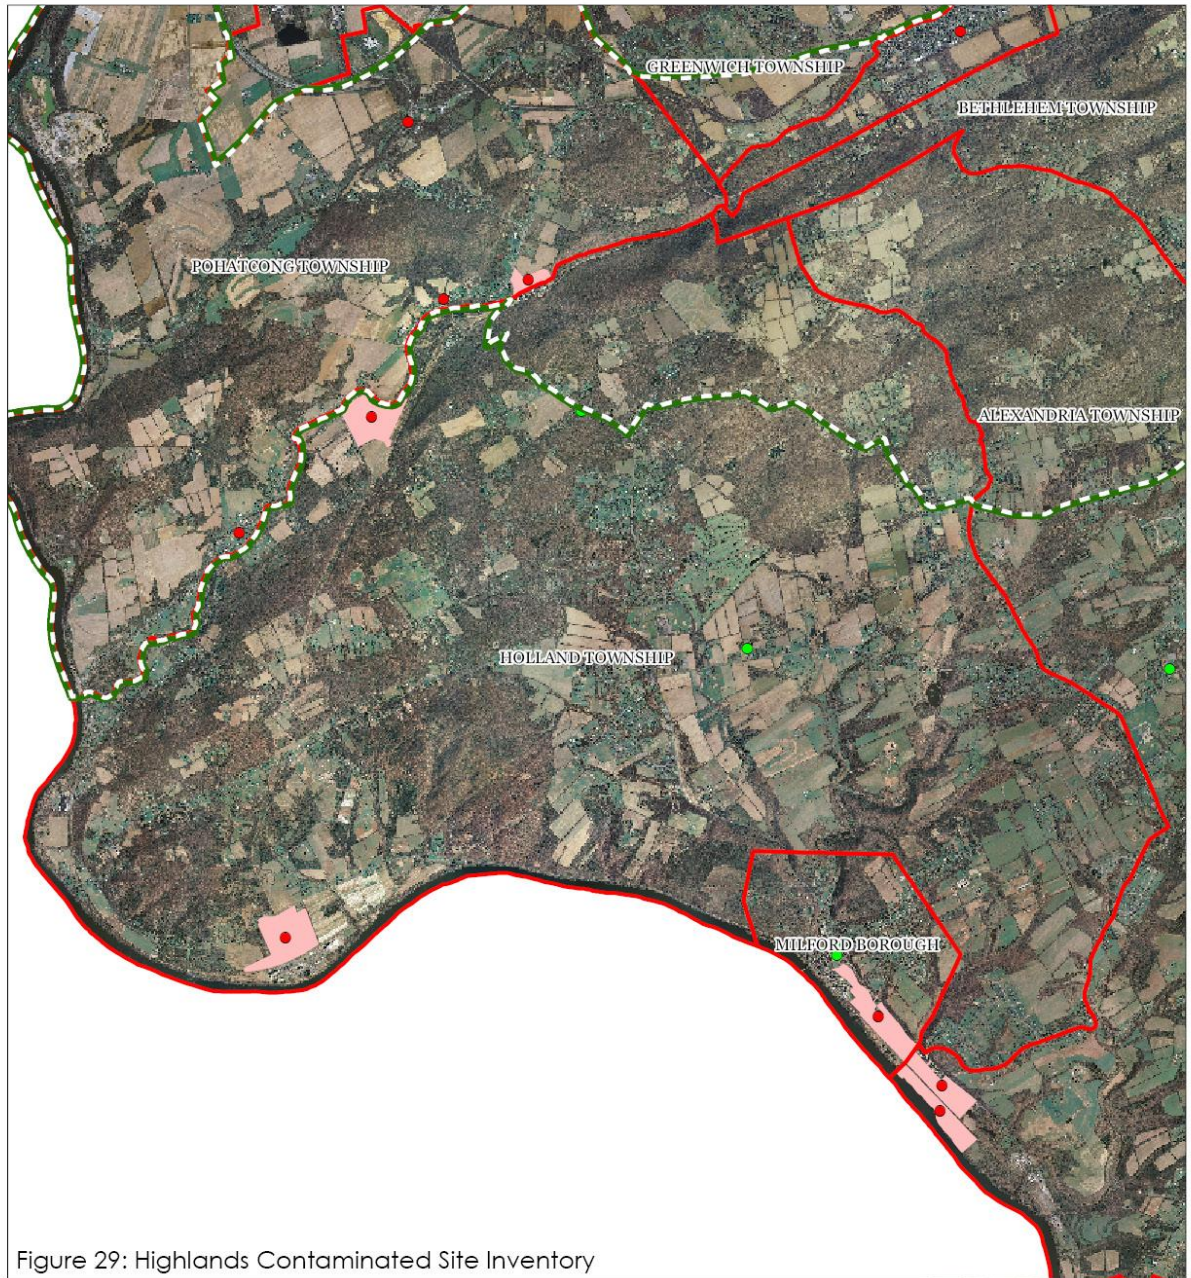 GREENWICH TOWNSHIP
BETHLEHEM TOWNSHIP
POHATCONG TOWNSHIP
ALEXANDRIA TOWNSHIP
HOLLAND TOWNSHIP
MILFORD BOROUGH
Figure 29: Highlands Contaminated Site Inventory